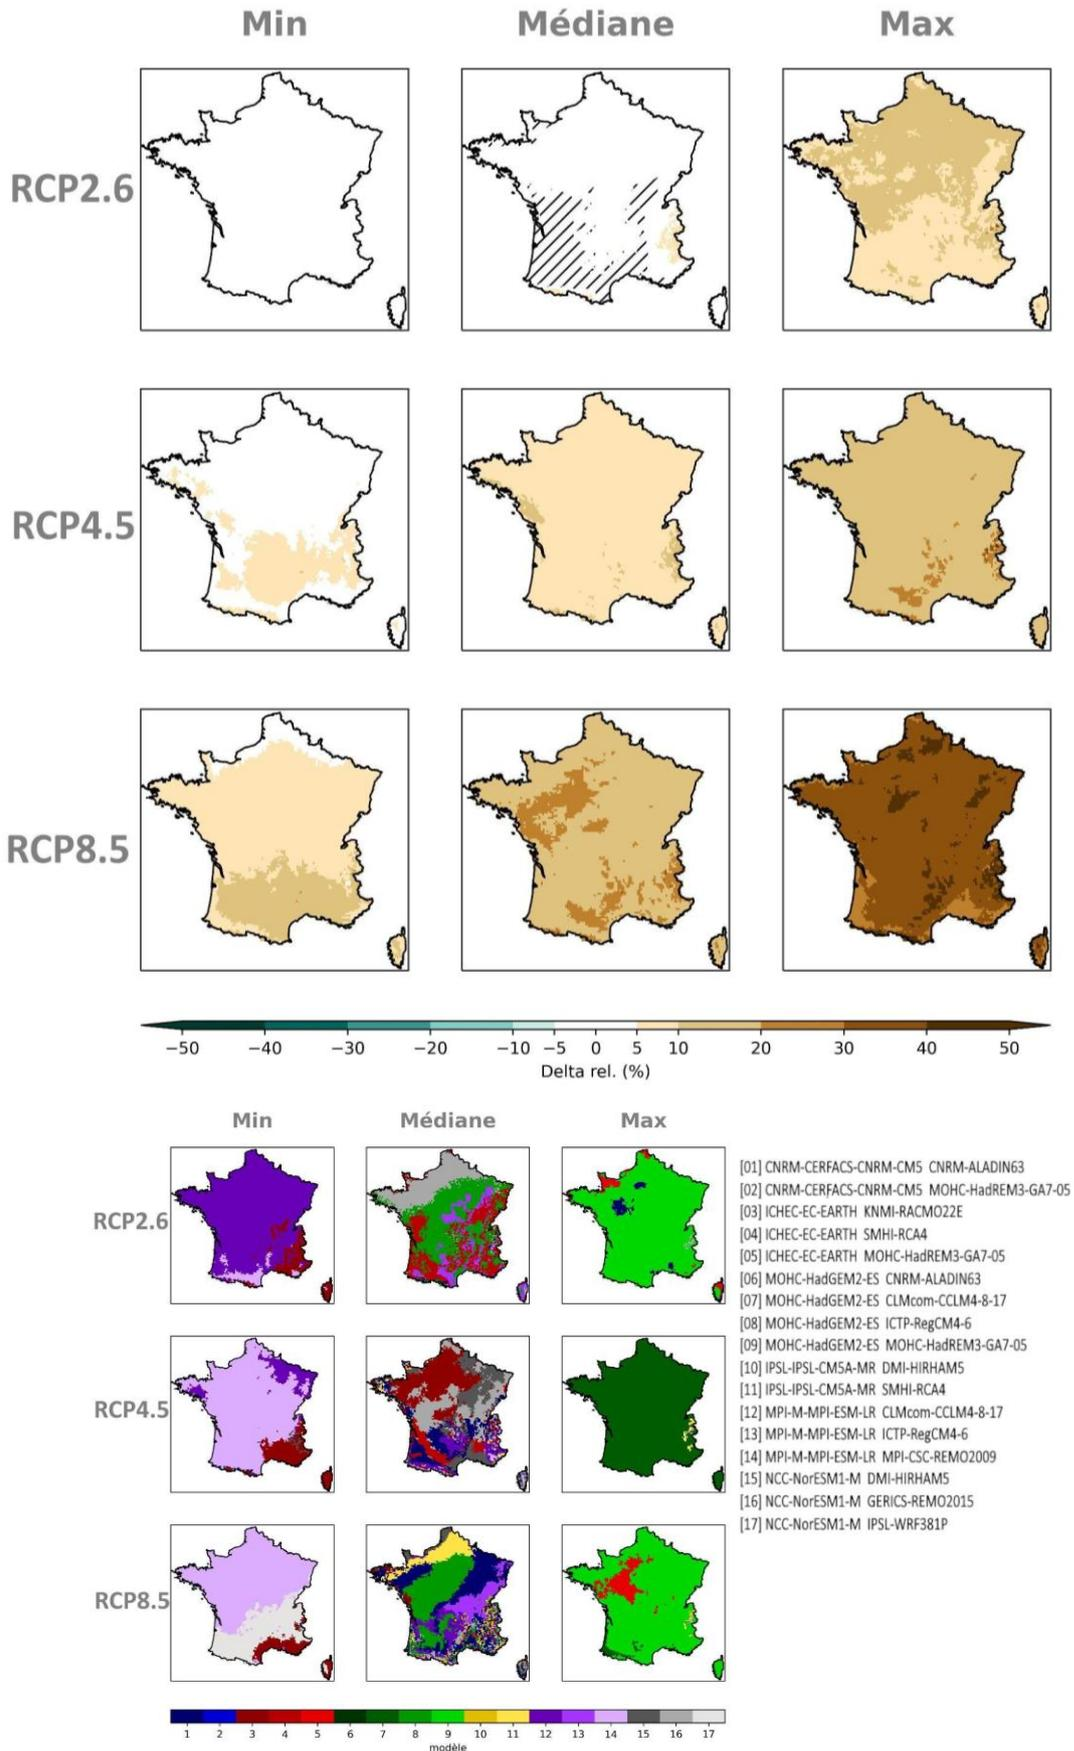 Min Médiane Max
RCP2.6
RCP4.5
RCP8.5
−50 −40 −30 −20 −10 −5 0 5 10 20 30 40 50
Delta rel. (%)
Min Médiane Max
RCP2.6
RCP4.5
RCP8.5
[01] CNRM-CERFACS-CNRM-CM5 CNRM-ALADIN63
[02] CNRM-CERFACS-CNRM-CM5 MOHC-HadREM3-GA7-05
[03] ICHEC-EC-EARTH KNMI-RACMO22E
[04] ICHEC-EC-EARTH SMHI-RCA4
[05] ICHEC-EC-EARTH MOHC-HadREM3-GA7-05
[06] MOHC-HadGEM2-ES CNRM-ALADIN63
[07] MOHC-HadGEM2-ES CLMcom-CCLM4-8-17
[08] MOHC-HadGEM2-ES ICTP-RegCM4-6
[09] MOHC-HadGEM2-ES MOHC-HadREM3-GA7-05
[10] IPSL-IPSL-CM5A-MR DMI-HIRHAM5
[11] IPSL-IPSL-CM5A-MR SMHI-RCA4
[12] MPI-M-MPI-ESM-LR CLMcom-CCLM4-8-17
[13] MPI-M-MPI-ESM-LR ICTP-RegCM4-6
[14] MPI-M-MPI-ESM-LR MPI-CSC-REMO2009
[15] NCC-NorESM1-M DMI-HIRHAM5
[16] NCC-NorESM1-M GERICS-REMO2015
[17] NCC-NorESM1-M IPSL-WRF381P
1 2 3 4 5 6 7 8 9 10 11 12 13 14 15 16 17
modèle